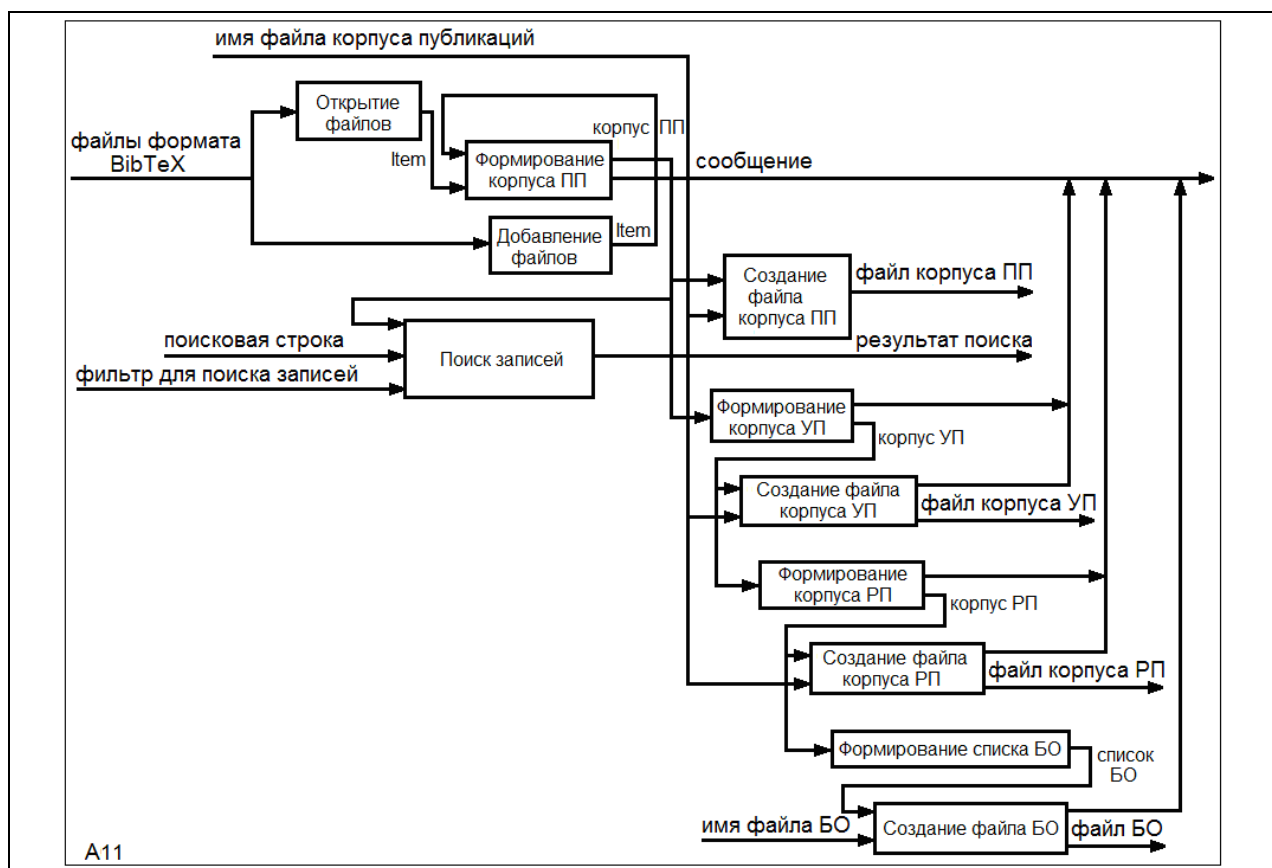 имя файла корпуса публикаций
Открытие
файлов
корпус ПП
файлы формата
BibTeX
Item
Формирование
корпуса ПП
сообщение
Добавление
файлов
Item
Создание
файла
корпуса ПП
файл корпуса ПП
поисковая строка
Поиск записей
результат поиска
фильтр для поиска записей
Формирование
корпуса УП
корпус УП
Создание файла
корпуса УП
файл корпуса УП
Формирование
корпуса РП
корпус РП
Создание файла
корпуса РП
файл корпуса РП
Формирование списка БО
список
БО
имя файла БО
Создание файла БО
файл БО
A11